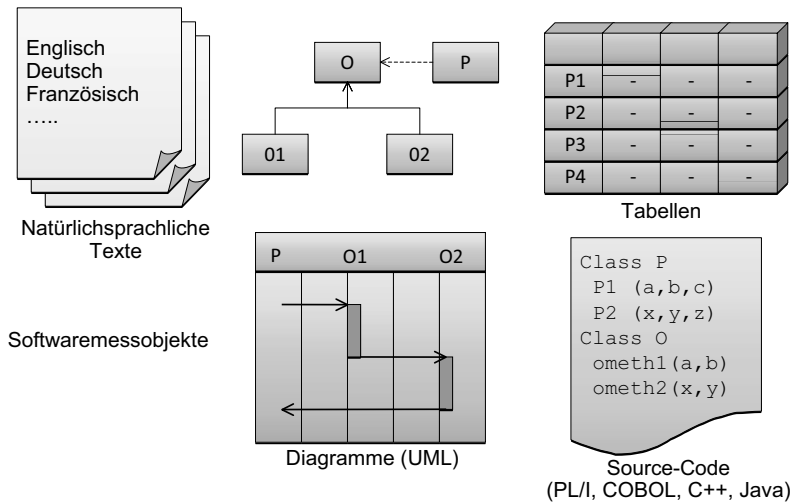 Englisch
Deutsch
Französisch
…..
Natürlichsprachliche
Texte
O
P
01
02
P1 - - -
P2 - - -
P3 - - -
P4 - - -
Tabellen
Softwaremessobjekte
P O1 O2
Diagramme (UML)
Class P
P1 (a,b,c)
P2 (x,y,z)
Class O
ometh1(a,b)
ometh2(x,y)
Source-Code
(PL/I, COBOL, C++, Java)